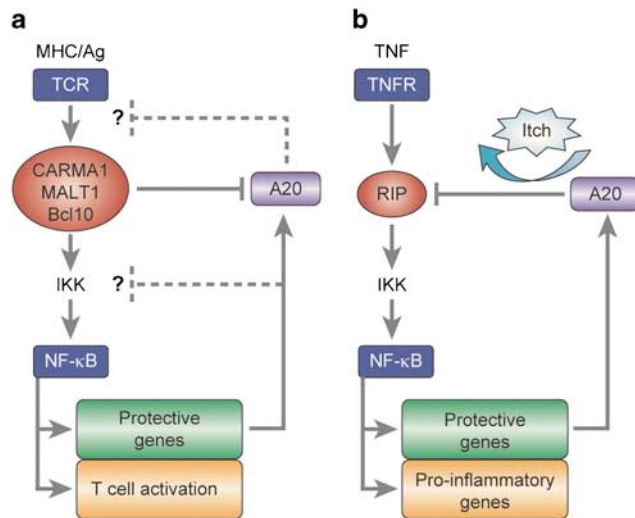 a
MHC/Ag
TCR
?
CARMA1
MALT1
Bcl10
A20
IKK
?
NF-κB
Protective
genes
T cell activation
b
TNF
TNFR
Itch
RIP
A20
IKK
NF-κB
Protective
genes
Pro-inflammatory
genes